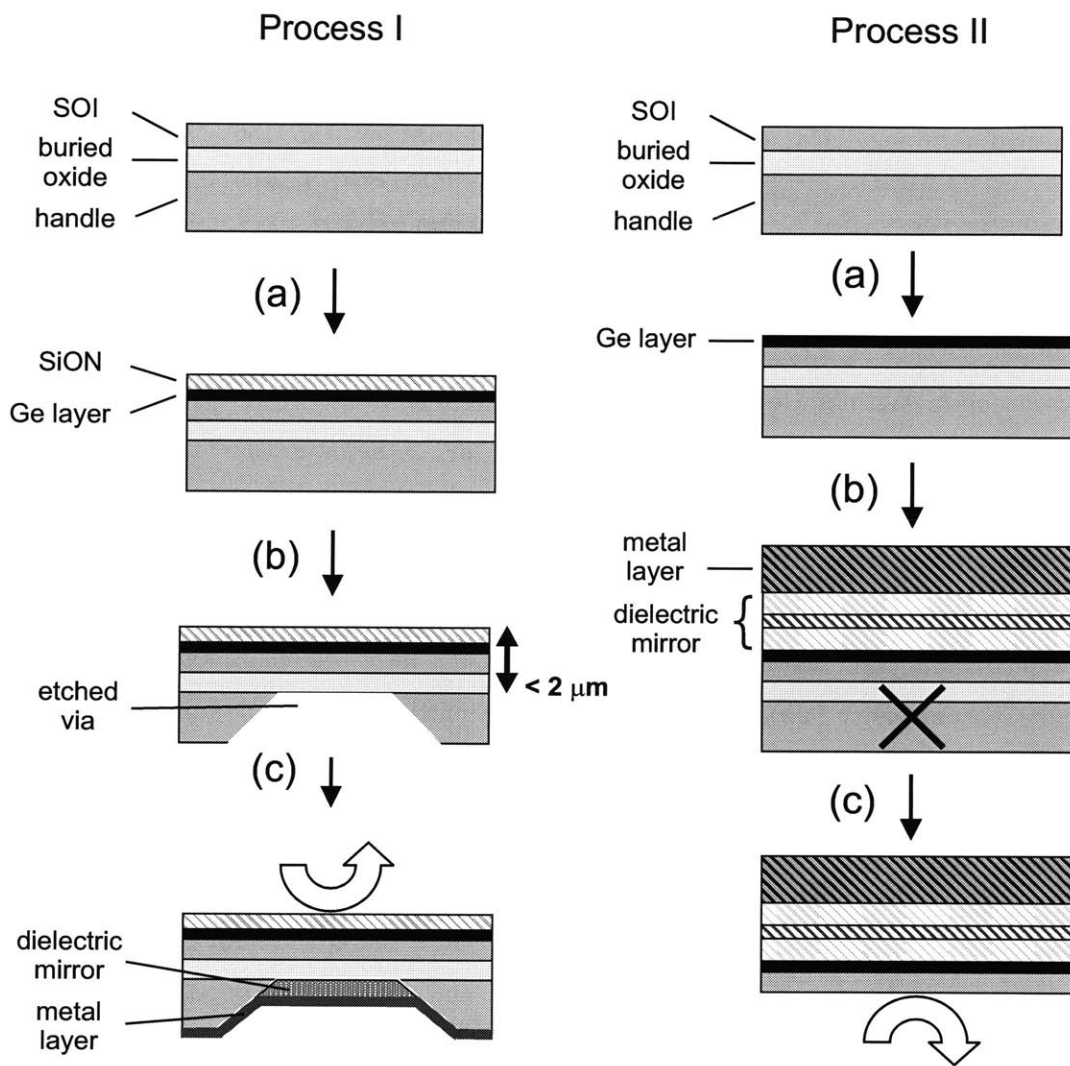 Process I
SOI
buried
oxide
handle
(a)
SiON
Ge layer
(b)
< 2 μm
etched
via
(c)
dielectric
mirror
metal
layer
Process II
SOI
buried
oxide
handle
(a)
Ge layer
(b)
metal
layer
dielectric
mirror
(c)